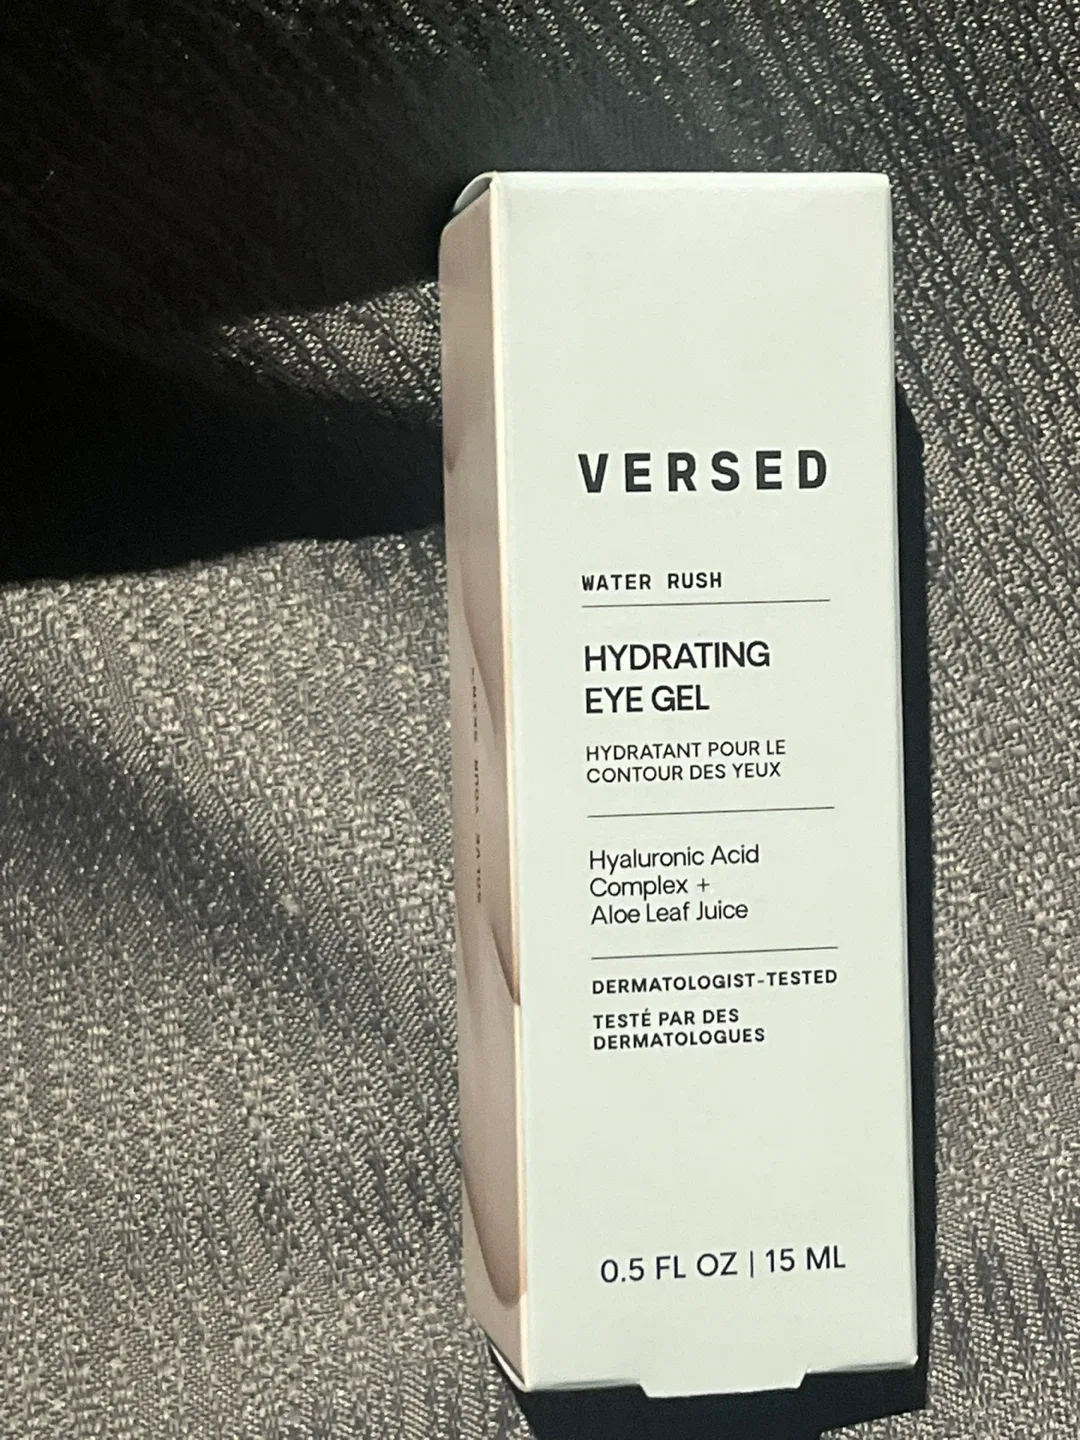 VERSED
WATER RUSH
HYDRATING
EYE GEL
HYDRATANT POUR LE
CONTOUR DES YEUX
Hyaluronic Acid
Complex +
Aloe Leaf Juice
DERMATOLOGIST-TESTED
TESTÉ PAR DES
DERMATOLOGUES
0.5 FL OZ | 15 ML